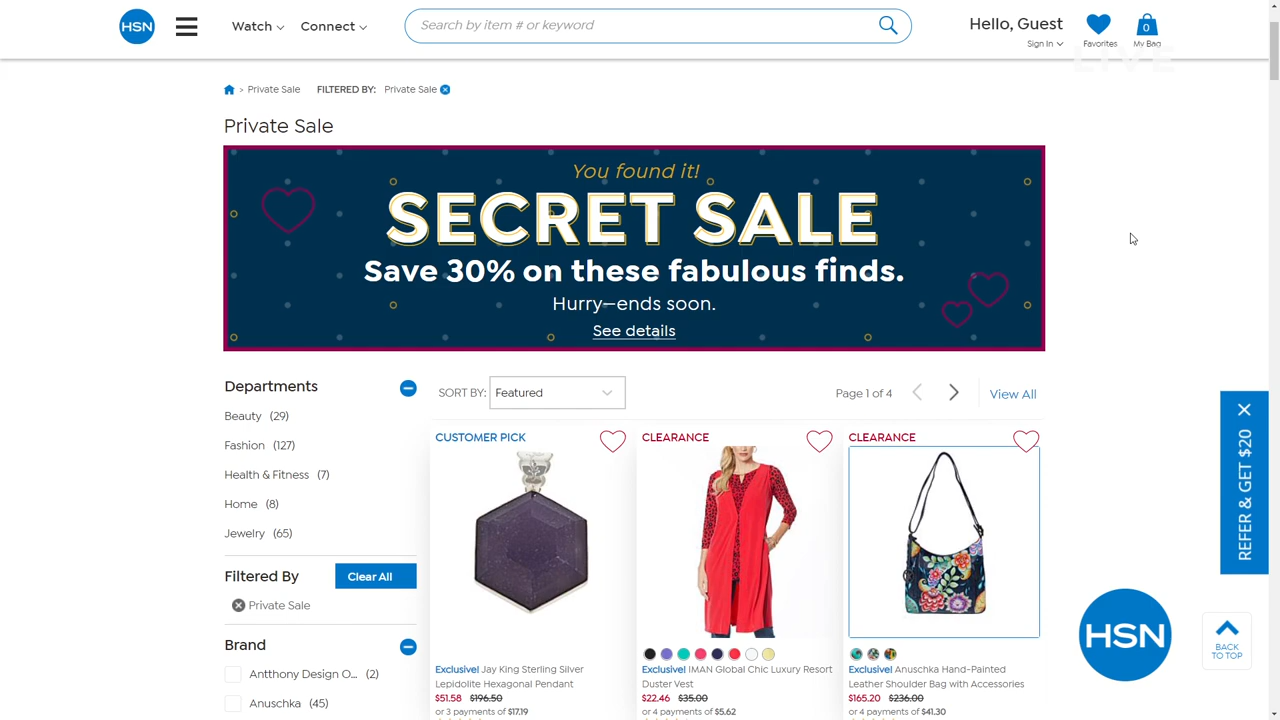 HSN
Watch
Connect
Search by item # or keyword
Hello, Guest
Sign In
Favorites
0
My Bag
LIVE
> Private Sale
FILTERED BY: Private Sale
Private Sale
You found it!
SECRET SALE
Save 30% on these fabulous finds.
Hurry—ends soon.
See details
Departments
Beauty (29)
Fashion (127)
Health & Fitness (7)
Home (8)
Jewelry (65)
Filtered By
Clear All
Private Sale
Brand
Antthony Design O... (2)
Anuschka (45)
SORT BY: Featured
Page 1 of 4
View All
CUSTOMER PICK
Exclusive! Jay King Sterling Silver
Lepidolite Hexagonal Pendant
$51.58 $196.50
or 3 payments of $17.19
CLEARANCE
Exclusive! IMAN Global Chic Luxury Resort
Duster Vest
$22.46 $35.00
or 4 payments of $5.62
CLEARANCE
Exclusive! Anuschka Hand-Painted
Leather Shoulder Bag with Accessories
$165.20 $236.00
or 4 payments of $41.30
REFER & GET $20
HSN
BACK
TO TOP